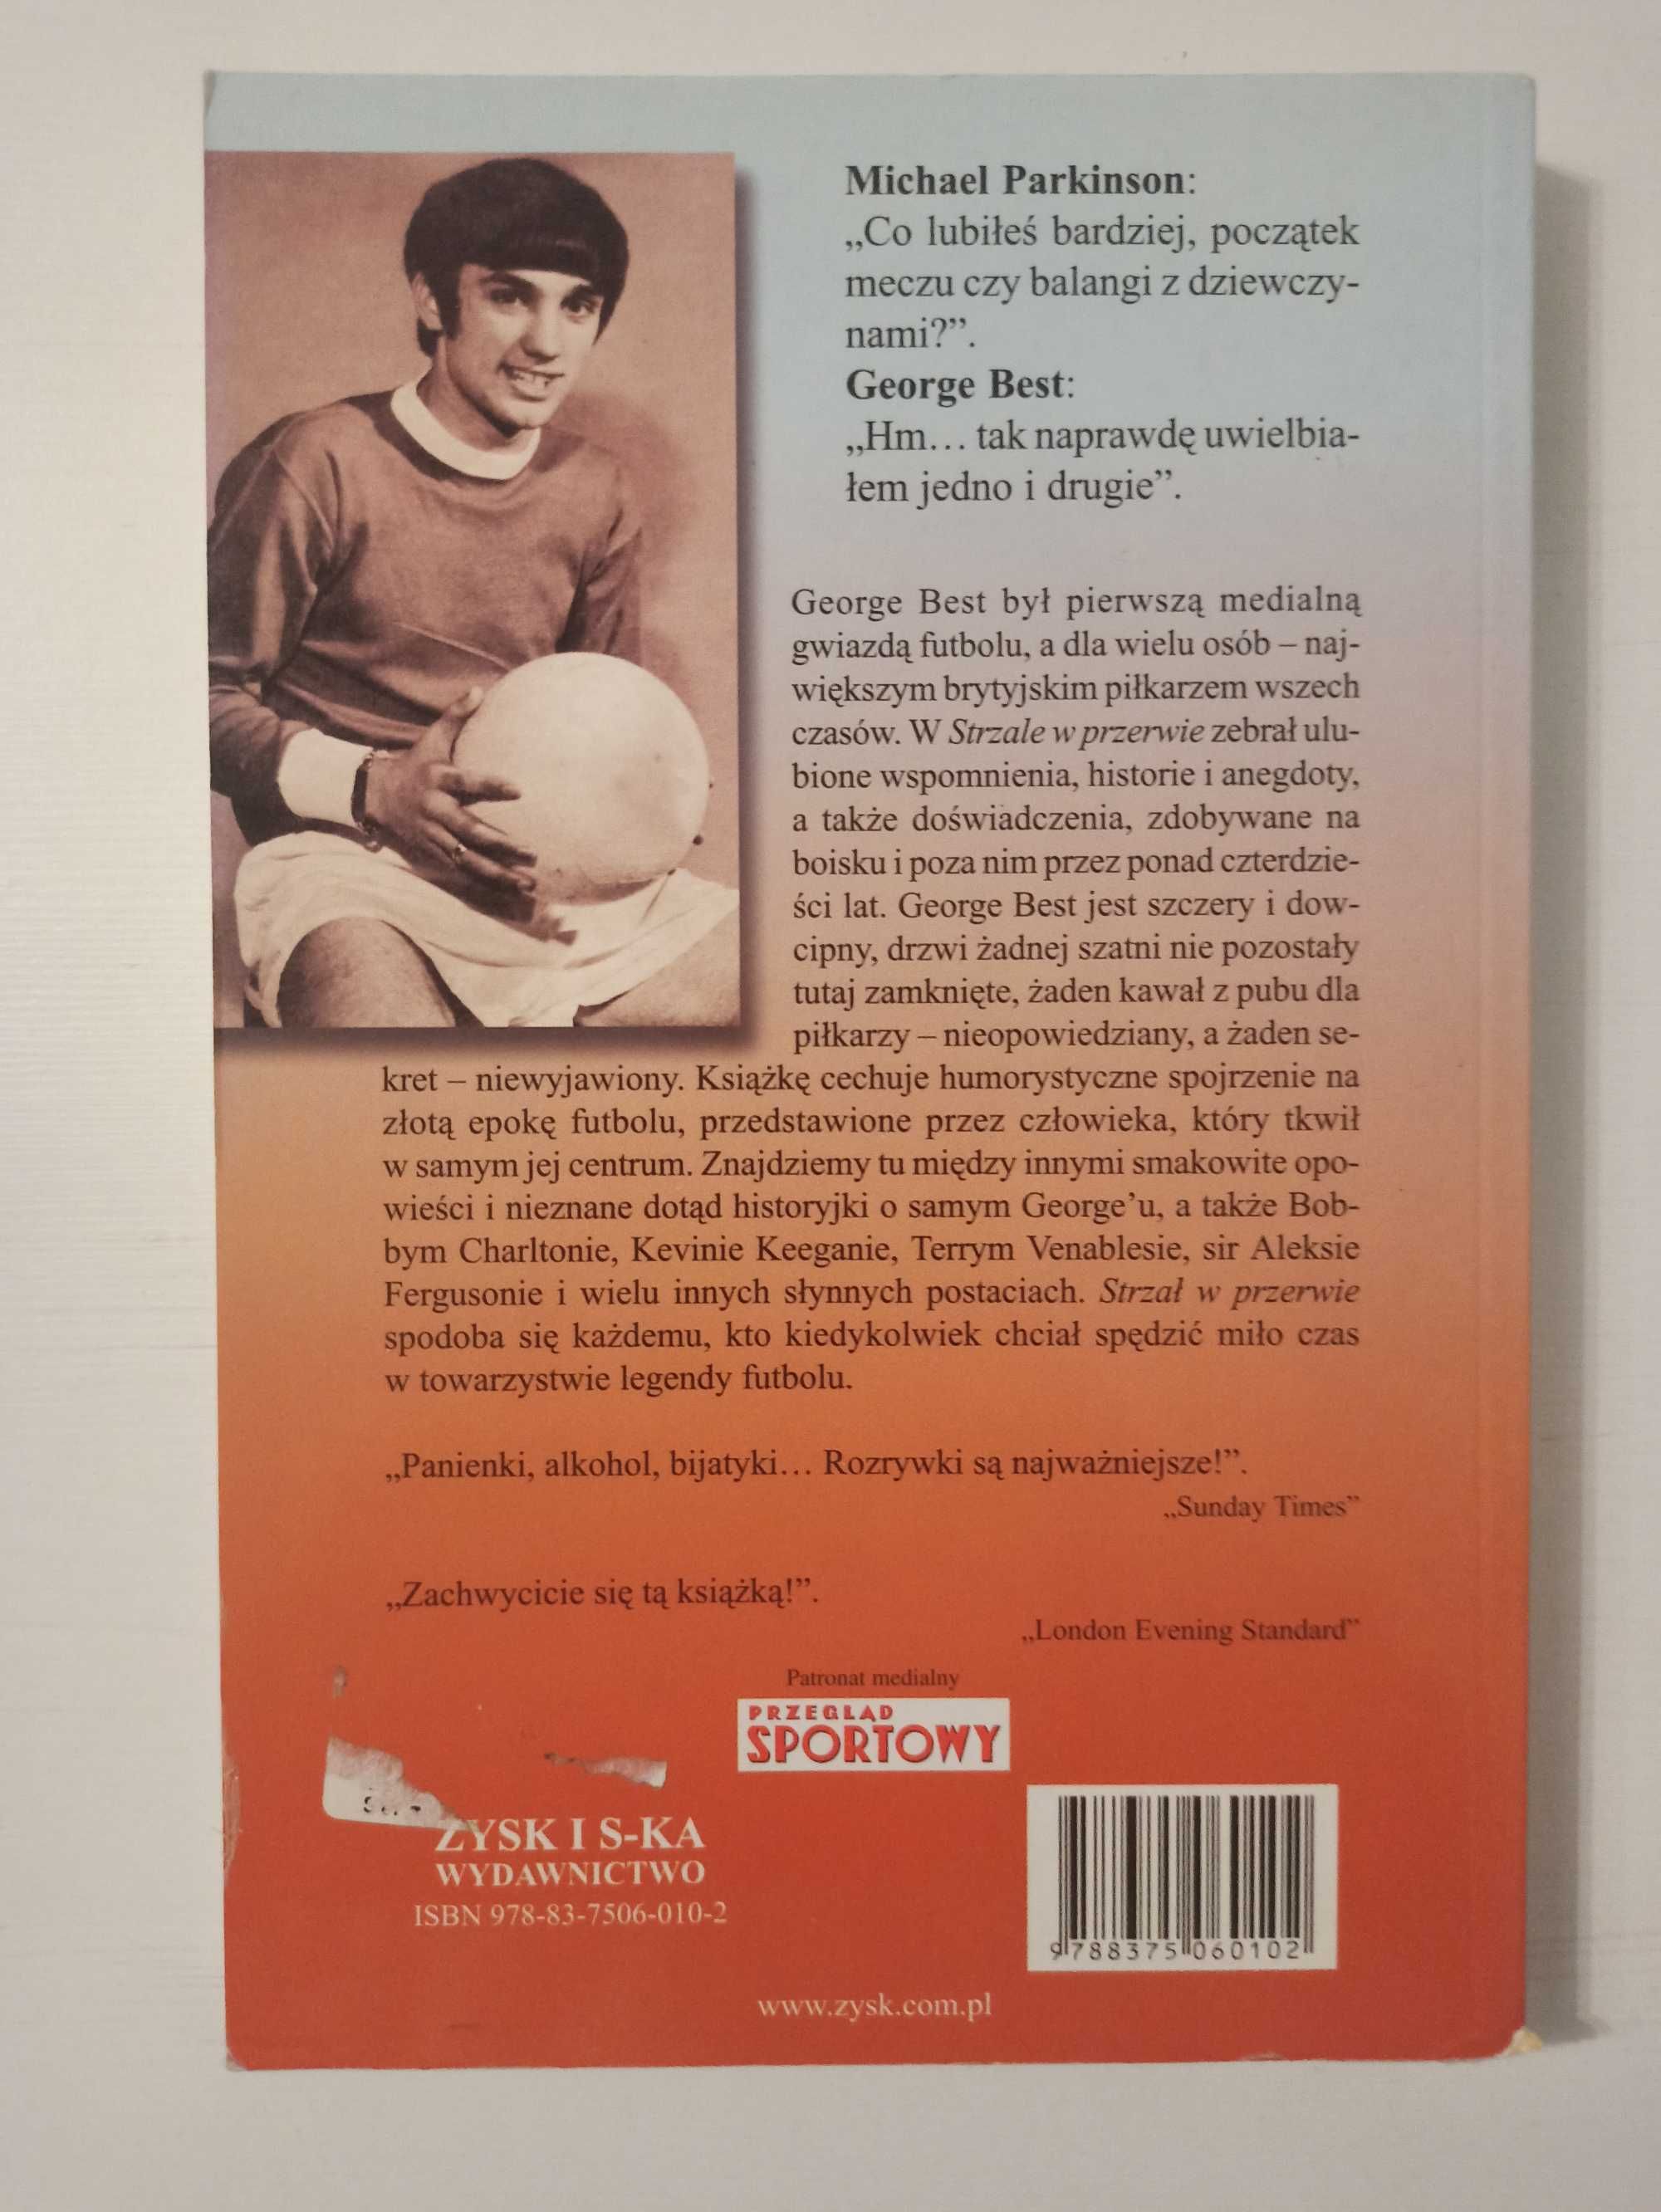 Michael Parkinson:
„Co lubiłeś bardziej, początek
meczu czy balangi z dziewczy-
nami?”.
George Best:
„Hm… tak naprawdę uwielbia-
łem jedno i drugie”.
George Best był pierwszą medialną
gwiazdą futbolu, a dla wielu osób – naj-
większym brytyjskim piłkarzem wszech
czasów. W Strzale w przerwie zebrał ulu-
bione wspomnienia, historie i anegdoty,
a także doświadczenia, zdobywane na
boisku i poza nim przez ponad czterdzie-
ści lat. George Best jest szczery i dow-
cipny, drzwi żadnej szatni nie pozostały
tutaj zamknięte, żaden kawał z pubu dla
piłkarzy – nieopowiedziany, a żaden se-
kret – niewyjawiony. Książkę cechuje humorystyczne spojrzenie na
złotą epokę futbolu, przedstawione przez człowieka, który tkwił
w samym jej centrum. Znajdziemy tu między innymi smakowite opo-
wieści i nieznane dotąd historyjki o samym George’u, a także Bob-
bym Charltonie, Kevinie Keeganie, Terrym Venablesie, sir Aleksie
Fergusonie i wielu innych słynnych postaciach. Strzał w przerwie
spodoba się każdemu, kto kiedykolwiek chciał spędzić miło czas
w towarzystwie legendy futbolu.
„Panienki, alkohol, bijatyki… Rozrywki są najważniejsze!”.
„Sunday Times”
„Zachwycicie się tą książką!”.
„London Evening Standard”
Patronat medialny
PRZEGLĄD
SPORTOWY
ZYSK I S-KA
WYDAWNICTWO
ISBN 978-83-7506-010-2
9 788375 060102
www.zysk.com.pl